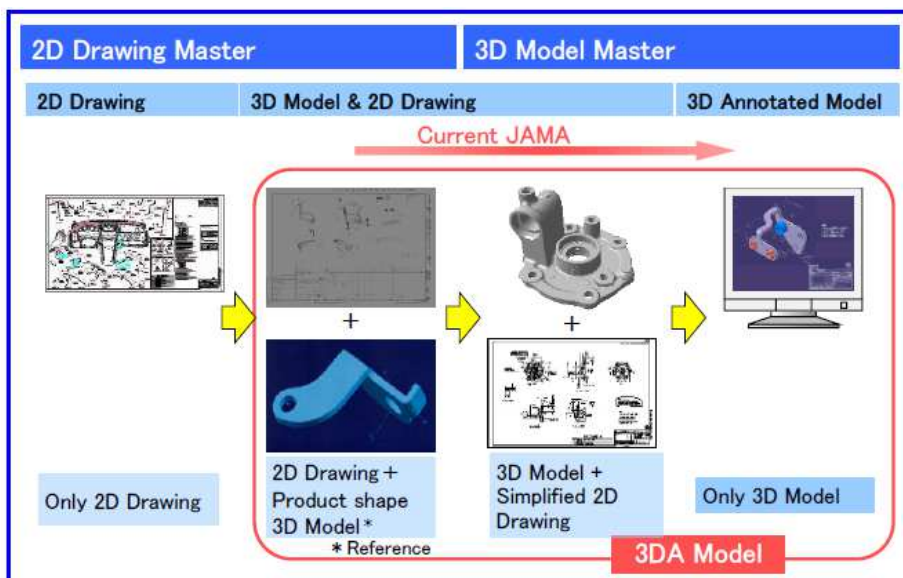 2D Drawing Master
3D Model Master
2D Drawing
3D Model & 2D Drawing
3D Annotated Model
Current JAMA
+
+
Only 2D Drawing
2D Drawing+
Product shape
3D Model*
* Reference
3D Model +
Simplified 2D
Drawing
Only 3D Model
3DA Model